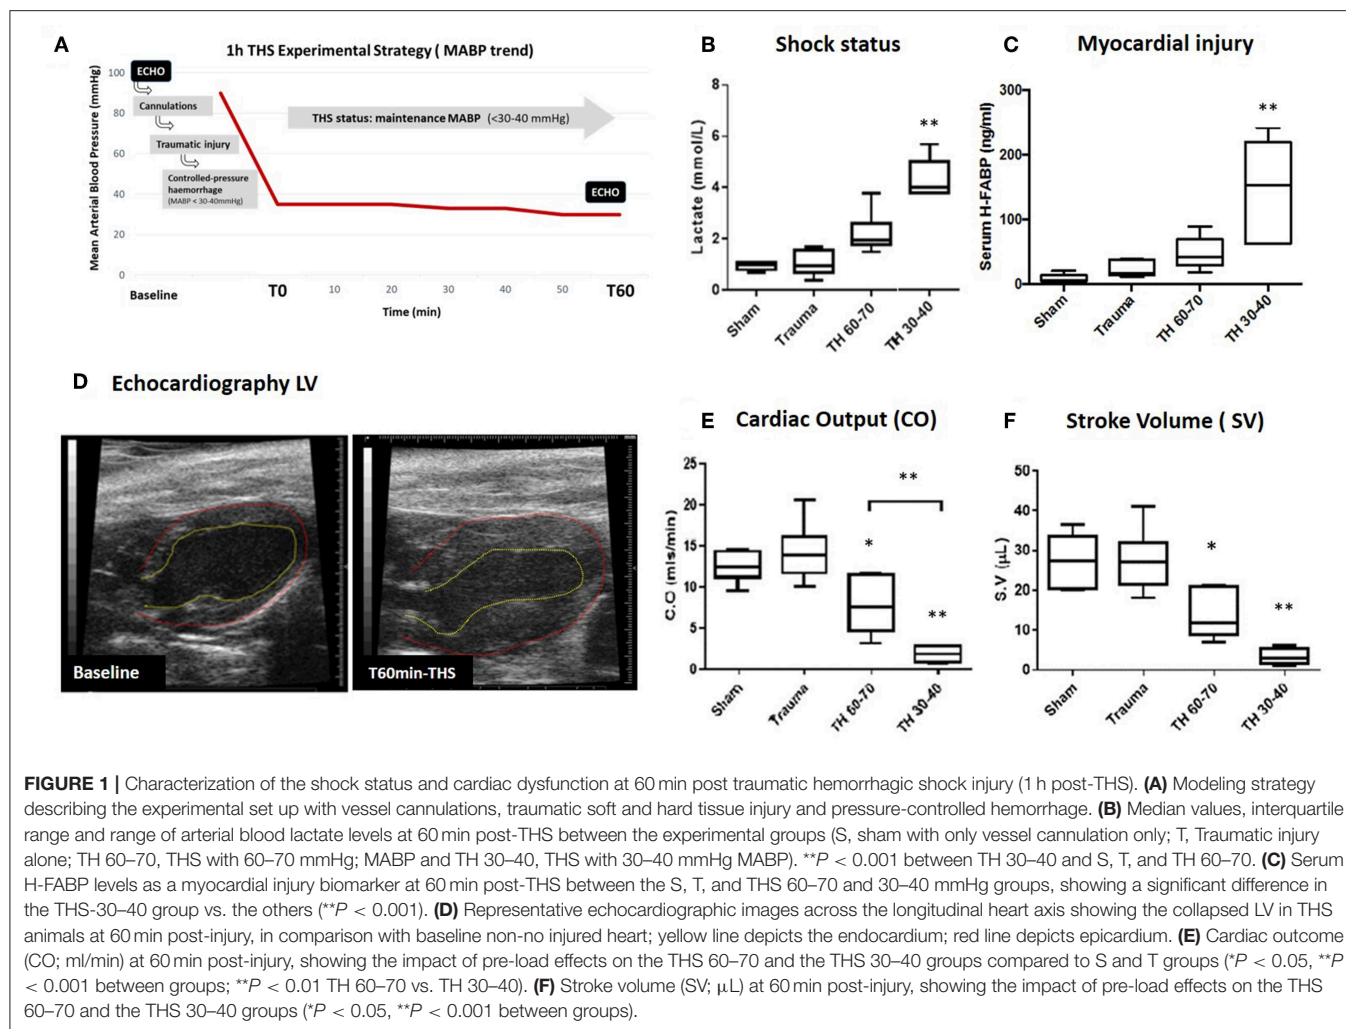 A
1h THS Experimental Strategy ( MABP trend)
Mean Arterial Blood Pressure (mmHg)
100
80
60
40
20
0
ECHO
Cannulations
Traumatic injury
Controlled-pressure
haemorrhage
(MABP < 30-40mmHg)
THS status: maintenance MABP (<30-40 mmHg)
ECHO
Baseline
T0
10
20
30
40
50
T60
Time (min)
B
Shock status
Lactate (mmol/L)
8
6
4
2
0
**
Sham
Trauma
TH 60-70
TH 30-40
C
Myocardial injury
Serum H-FABP (ng/ml)
300
200
100
0
**
Sham
Trauma
TH 60-70
TH 30-40
D
Echocardiography LV
Baseline
T60min-THS
E
Cardiac Output (CO)
C.O (mls/min)
25
20
15
10
5
0
**
*
**
Sham
Trauma
TH 60-70
TH 30-40
F
Stroke Volume ( SV)
S.V (μL)
50
40
30
20
10
0
*
**
Sham
Trauma
TH 60-70
TH 30-40
FIGURE 1 | Characterization of the shock status and cardiac dysfunction at 60 min post traumatic hemorrhagic shock injury (1 h post-THS). (A) Modeling strategy
describing the experimental set up with vessel cannulations, traumatic soft and hard tissue injury and pressure-controlled hemorrhage. (B) Median values, interquartile
range and range of arterial blood lactate levels at 60 min post-THS between the experimental groups (S, sham with only vessel cannulation only; T, Traumatic injury
alone; TH 60–70, THS with 60–70 mmHg; MABP and TH 30–40, THS with 30–40 mmHg MABP). **P < 0.001 between TH 30–40 and S, T, and TH 60–70. (C) Serum
H-FABP levels as a myocardial injury biomarker at 60 min post-THS between the S, T, and THS 60–70 and 30–40 mmHg groups, showing a significant difference in
the THS-30–40 group vs. the others (**P < 0.001). (D) Representative echocardiographic images across the longitudinal heart axis showing the collapsed LV in THS
animals at 60 min post-injury, in comparison with baseline non-no injured heart; yellow line depicts the endocardium; red line depicts epicardium. (E) Cardiac outcome
(CO; ml/min) at 60 min post-injury, showing the impact of pre-load effects on the THS 60–70 and the THS 30–40 groups compared to S and T groups (*P < 0.05, **P
< 0.001 between groups; **P < 0.01 TH 60–70 vs. TH 30–40). (F) Stroke volume (SV; μL) at 60 min post-injury, showing the impact of pre-load effects on the THS
60–70 and the THS 30–40 groups (*P < 0.05, **P < 0.001 between groups).